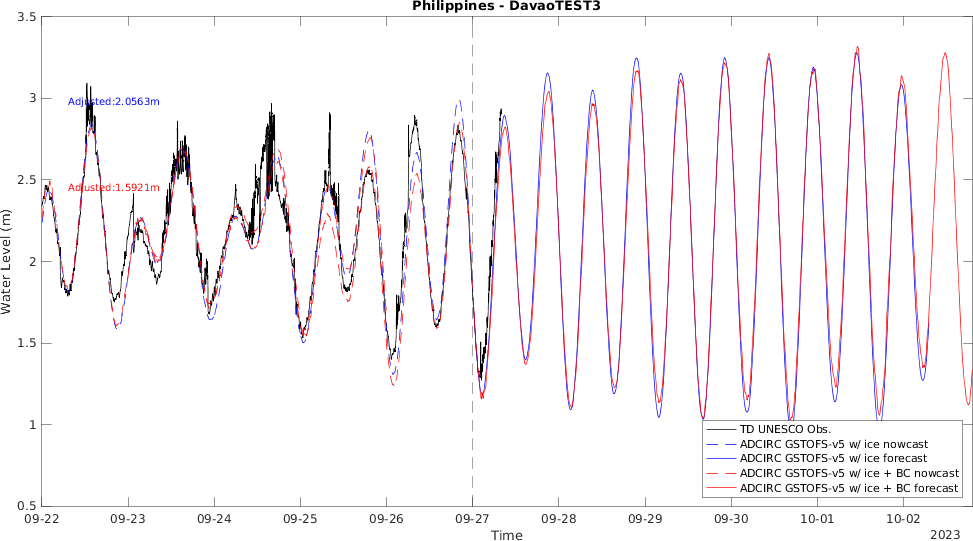 Philippines - DavaoTEST3
3.5
3
2.5
2
1.5
1
0.5
Water Level (m)
Adjusted:2.0563m
Adjusted:1.5921m
TD UNESCO Obs.
ADCIRC GSTOFS-v5 w/ ice nowcast
ADCIRC GSTOFS-v5 w/ ice forecast
ADCIRC GSTOFS-v5 w/ ice + BC nowcast
ADCIRC GSTOFS-v5 w/ ice + BC forecast
09-22 09-23 09-24 09-25 09-26 09-27 09-28 09-29 09-30 10-01 10-02
Time
2023